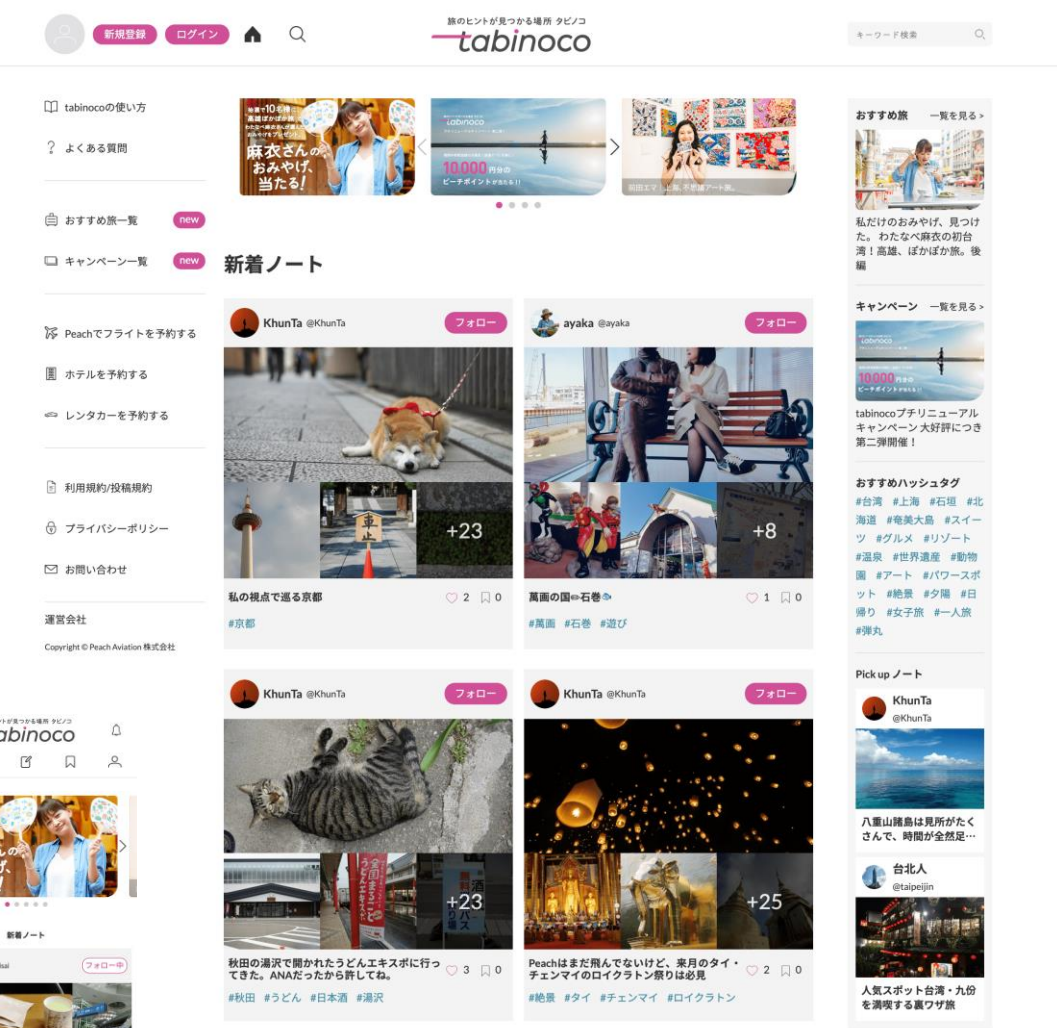 新規登録
ログイン
旅のヒントが見つかる場所 タビノコ
tabinoco
キーワード検索
tabinocoの使い方
よくある質問
おすすめ旅一覧
new
キャンペーン一覧
new
Peachでフライトを予約する
ホテルを予約する
レンタカーを予約する
利用規約/投稿規約
プライバシーポリシー
お問い合わせ
運営会社
Copyright © Peach Aviation 株式会社
麻衣さんの
おみやげ、
当たる!
tabinoco
10,000円分の
ピーチポイントが当たる!!
新着ノート
KhunTa @KhunTa
フォロー
+23
私の視点で巡る京都
2
0
#京都
ayaka @ayaka
フォロー
+8
萬画の国✏石巻🐟
1
0
#萬画 #石巻 #遊び
KhunTa @KhunTa
フォロー
全国まるごと
うどんエキスポ
+23
秋田の湯沢で開かれたうどんエキスポに行っ
てきた。ANAだったから許してね。
3
0
#秋田 #うどん #日本酒 #湯沢
KhunTa @KhunTa
フォロー
+25
Peachはまだ飛んでないけど、来月のタイ・
チェンマイのロイクラトン祭りは必見
2
0
#絶景 #タイ #チェンマイ #ロイクラトン
おすすめ旅
一覧を見る >
私だけのおみやげ、見つけ
た。 わたなべ麻衣の初台
湾！高雄、ぽかぽか旅。後
編
キャンペーン
一覧を見る >
tabinoco
10,000円分の
ピーチポイントが当たる!!
tabinocoプチリニューアル
キャンペーン 大好評につき
第二弾開催！
おすすめハッシュタグ
#台湾 #上海 #石垣 #北
海道 #奄美大島 #スイー
ツ #グルメ #リゾート
#温泉 #世界遺産 #動物
園 #アート #パワースポ
ット #絶景 #夕陽 #日
帰り #女子旅 #一人旅
#弾丸
Pick up ノート
KhunTa
@KhunTa
八重山諸島は見所がたく
さんで、時間が全然足…
台北人
@taipeijin
人気スポット台湾・九份
を満喫する裏ワザ旅
ントが見つかる場所 タビノコ
abinoco
新着ノート
フォロー中